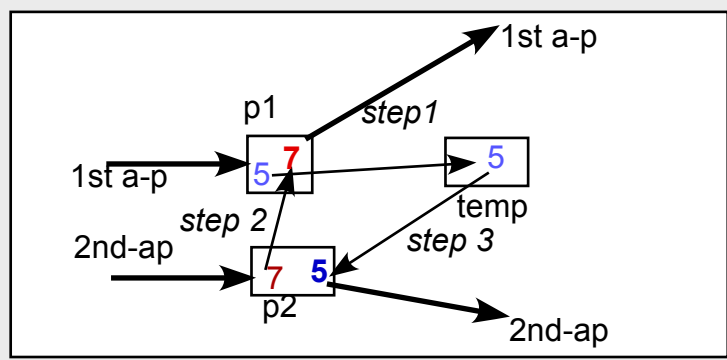 1st a-p
p1
step1
7
5
5
1st a-p
temp
step 2
step 3
2nd-ap
7
5
p2
2nd-ap